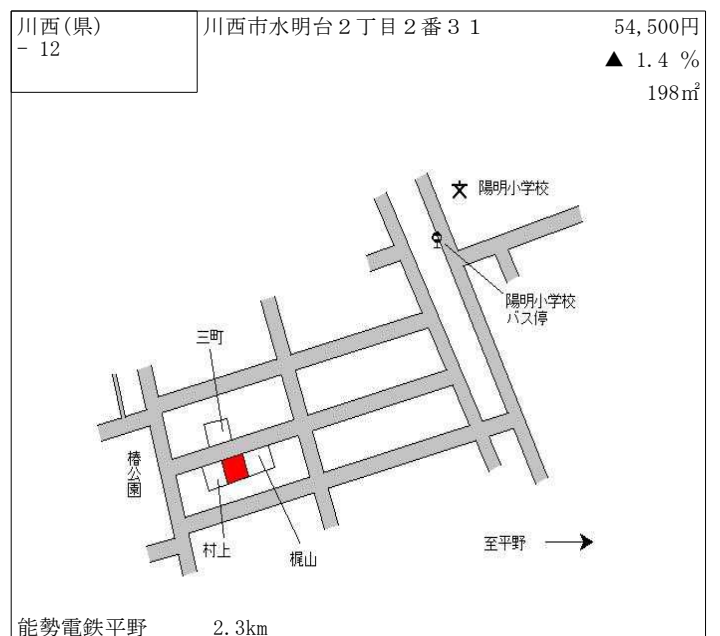 川西(県)
- 12
川西市水明台２丁目２番３１
54,500円
▲ 1.4 %
198㎡
陽明小学校
陽明小学校
バス停
三町
椿公園
村上
梶山
至平野
能勢電鉄平野 2.3km